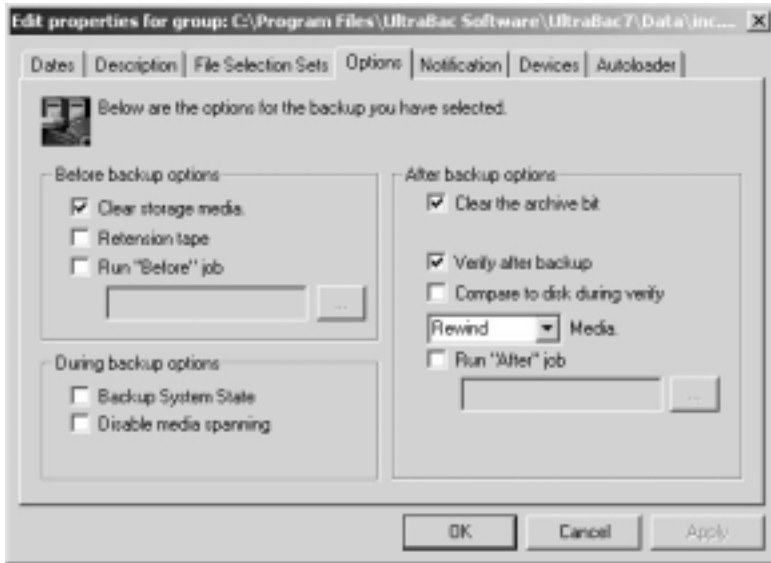 Edit properties for group: C:\Program Files\UltraBac Software\UltraBac7\Data\inc....
Dates
Description
File Selection Sets
Options
Notification
Devices
Autoloader
Below are the options for the backup you have selected.
Before backup options
Clear storage media.
Retension tape
Run "Before" job
...
During backup options
Backup System State
Disable media spanning
After backup options
Clear the archive bit
Verify after backup
Compare to disk during verify
Rewind
Media.
Run "After" job
...
OK
Cancel
Apply